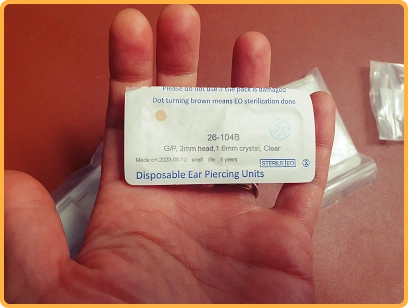 Please do not use if the pack is damaged
Dot turning brown means EO sterilization done
26-104B
G/P, 2mm head,1.6mm crystal, Clear
Made on 2023-09-12 shelf life 5 years
STERILE EO
Disposable Ear Piercing Units